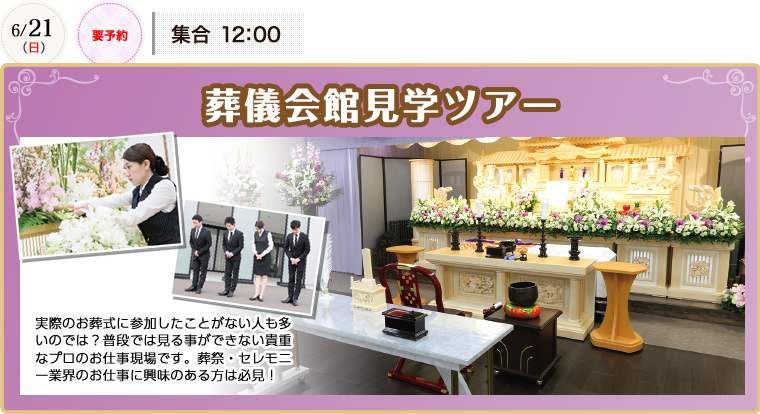 6/21
（日）
要予約
集合 12:00
葬儀会館見学ツアー
実際のお葬式に参加したことがない人も多
いのでは？普段では見る事ができない貴重
なプロのお仕事現場です。葬祭・セレモニ
ー業界のお仕事に興味のある方は必見！